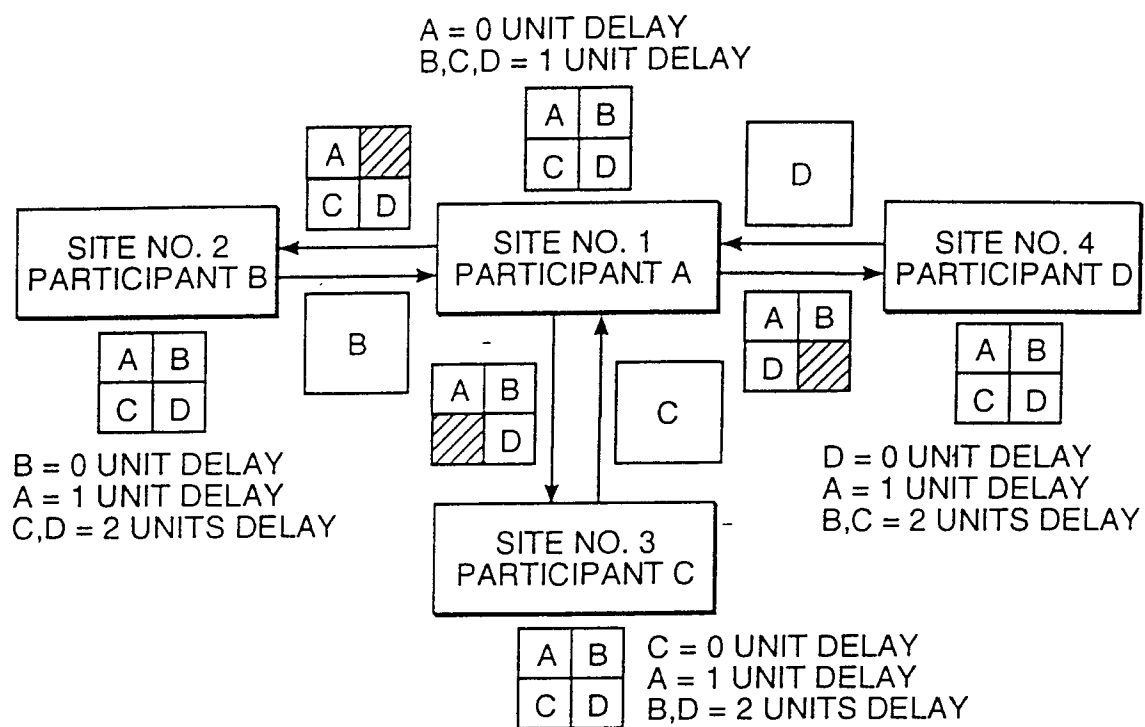 A = 0 UNIT DELAY
B,C,D = 1 UNIT DELAY
A B
C D
A
C D
D
SITE NO. 2
PARTICIPANT B
SITE NO. 1
PARTICIPANT A
SITE NO. 4
PARTICIPANT D
B
A B
D
C
A B
D
A B
C D
A B
C D
B = 0 UNIT DELAY
A = 1 UNIT DELAY
C,D = 2 UNITS DELAY
D = 0 UNIT DELAY
A = 1 UNIT DELAY
B,C = 2 UNITS DELAY
SITE NO. 3
PARTICIPANT C
A B
C D
C = 0 UNIT DELAY
A = 1 UNIT DELAY
B,D = 2 UNITS DELAY